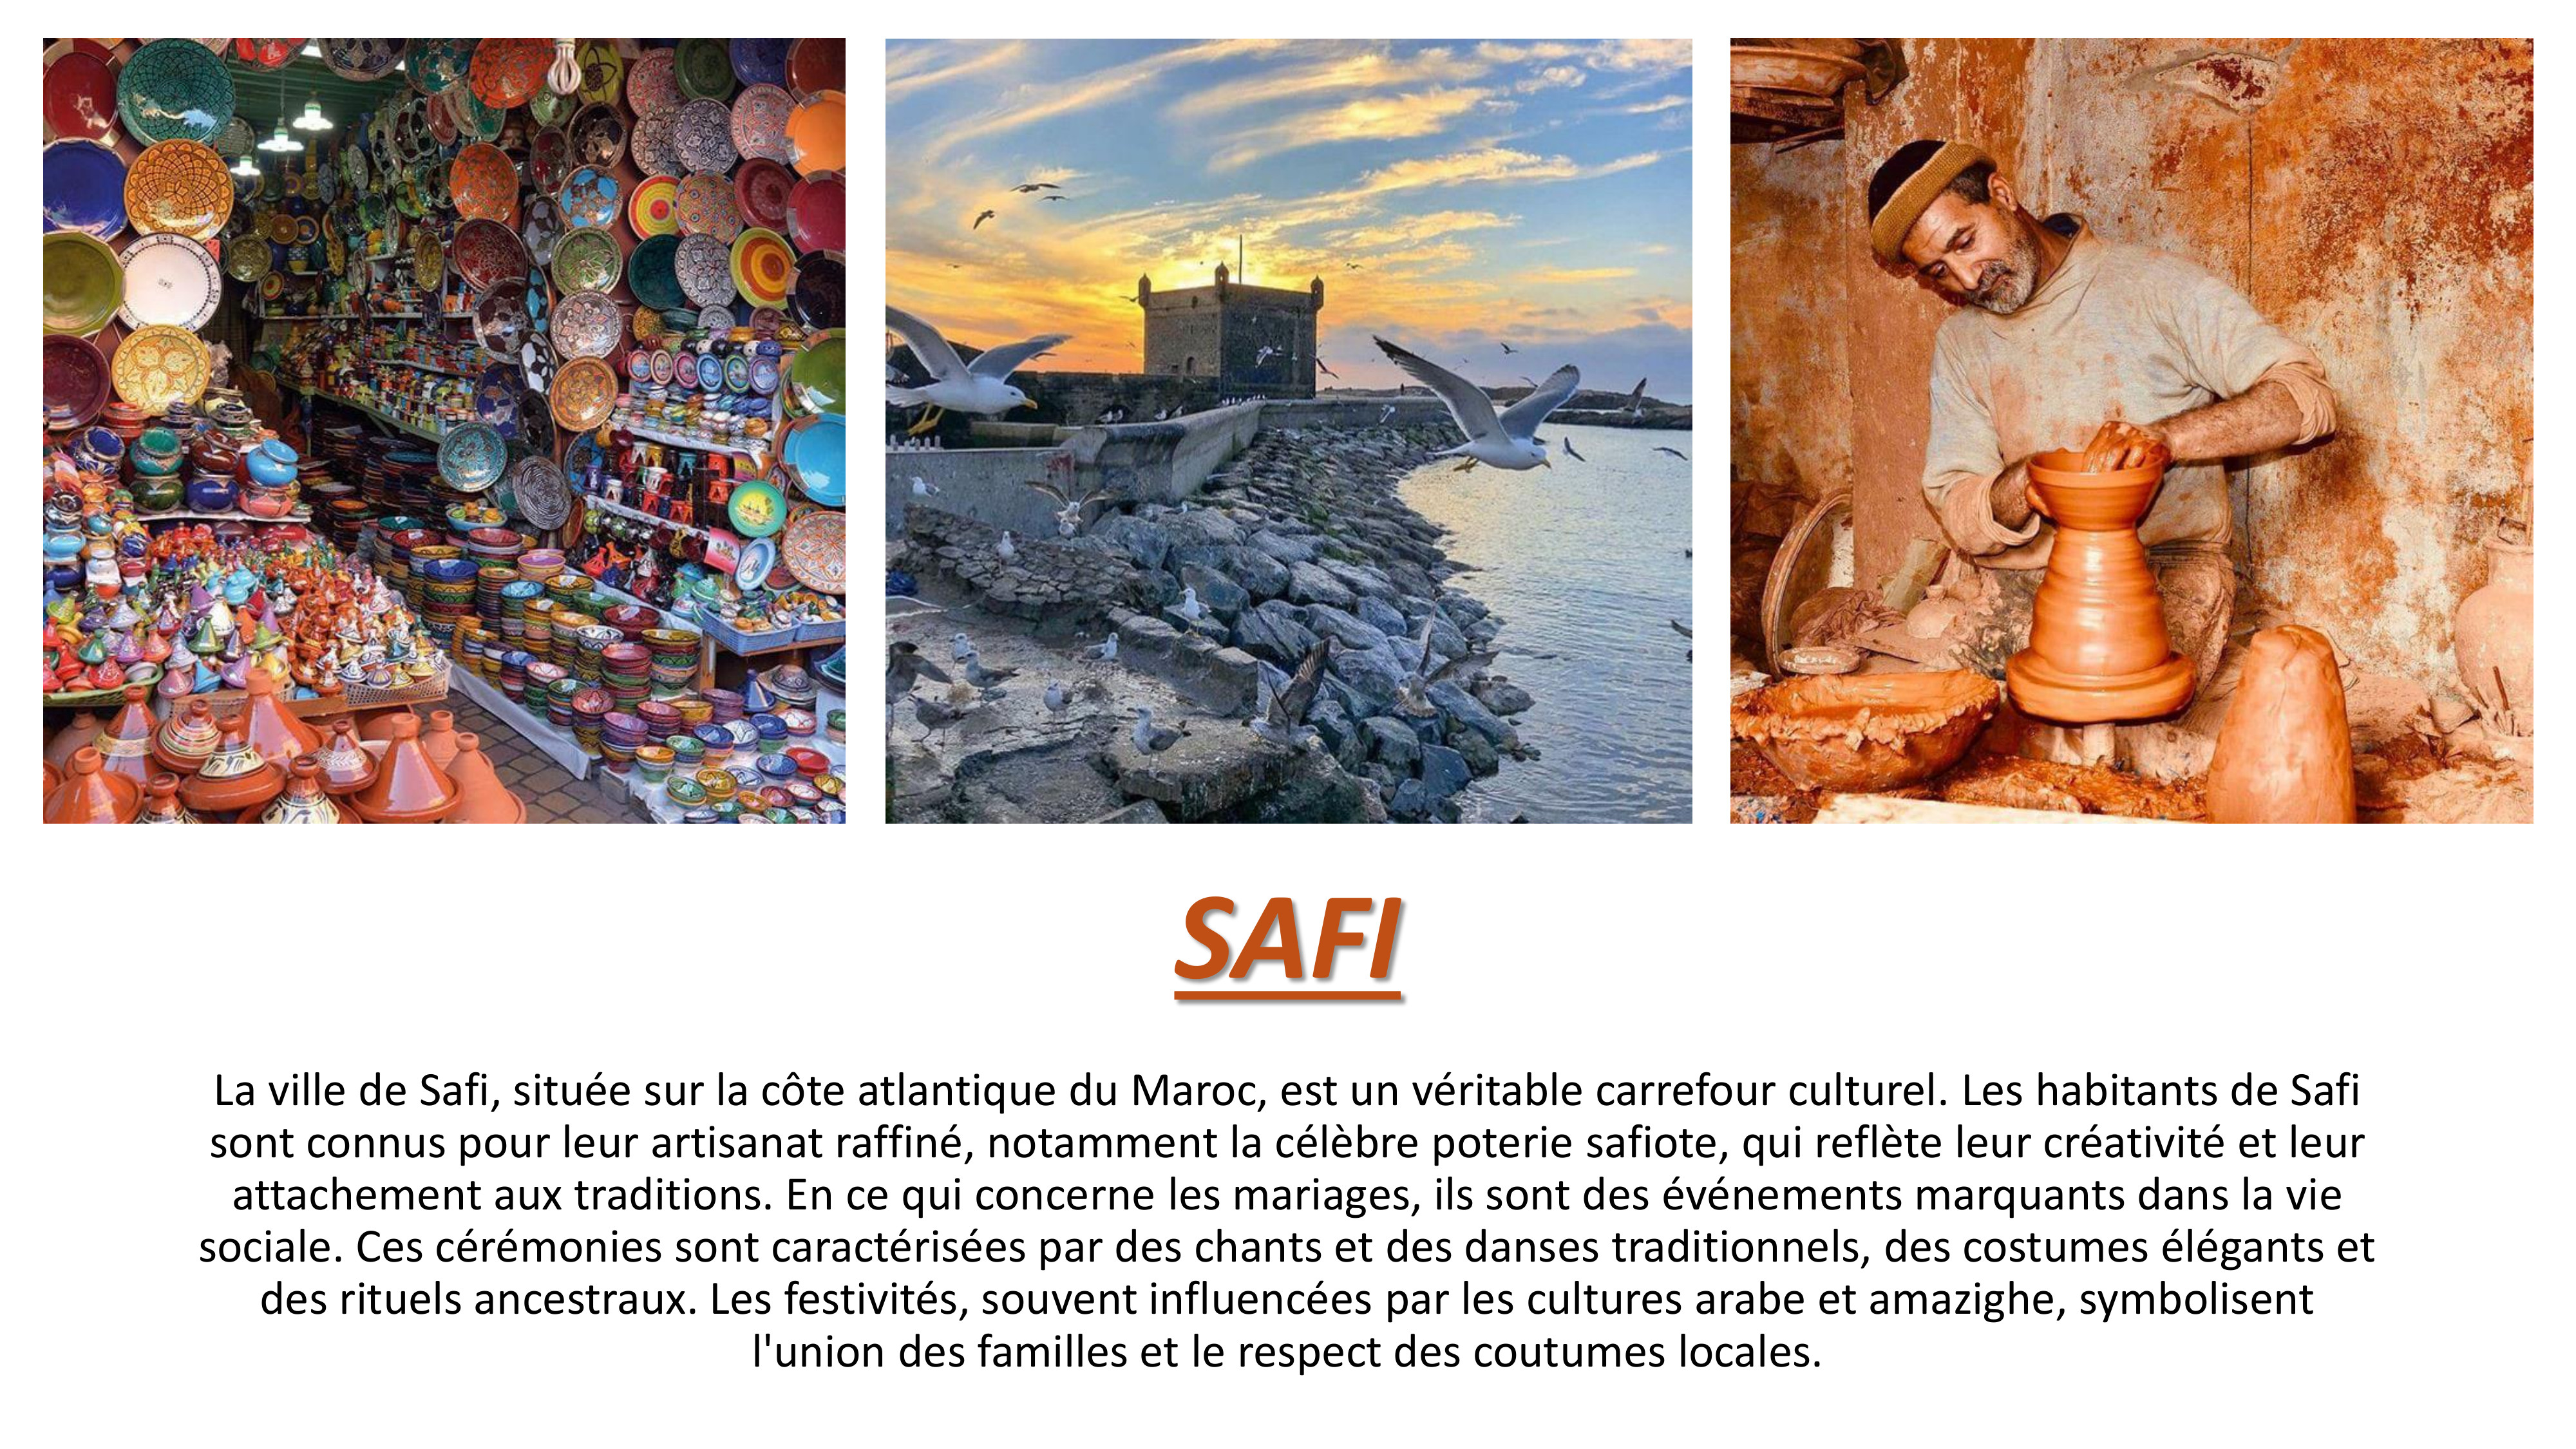 SAFI
La ville de Safi, située sur la côte atlantique du Maroc, est un véritable carrefour culturel. Les habitants de Safi
sont connus pour leur artisanat raffiné, notamment la célèbre poterie safiote, qui reflète leur créativité et leur
attachement aux traditions. En ce qui concerne les mariages, ils sont des événements marquants dans la vie
sociale. Ces cérémonies sont caractérisées par des chants et des danses traditionnels, des costumes élégants et
des rituels ancestraux. Les festivités, souvent influencées par les cultures arabe et amazighe, symbolisent
l'union des familles et le respect des coutumes locales.